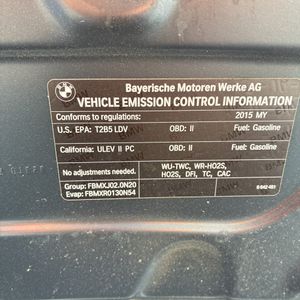 BMW
Bayerische Motoren Werke AG
VEHICLE EMISSION CONTROL INFORMATION
Conforms to regulations: 2015 MY
U.S. EPA: T2B5 LDV OBD: II Fuel: Gasoline
California: ULEV II PC OBD: II Fuel: Gasoline
No adjustments needed. WU-TWC, WR-HO2S,
HO2S, DFI, TC, CAC
Group: FBMXJ02.0N20
Evap: FBMXR0130N54